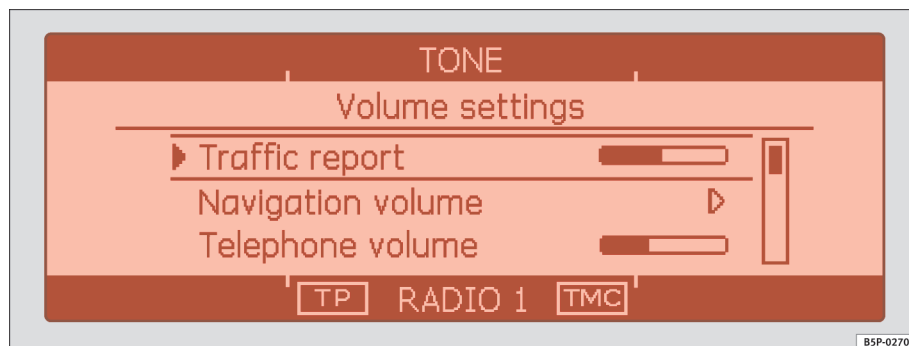 TONE
Volume settings
Traffic report
Navigation volume
Telephone volume
TP RADIO 1 TMC
B5P-0270